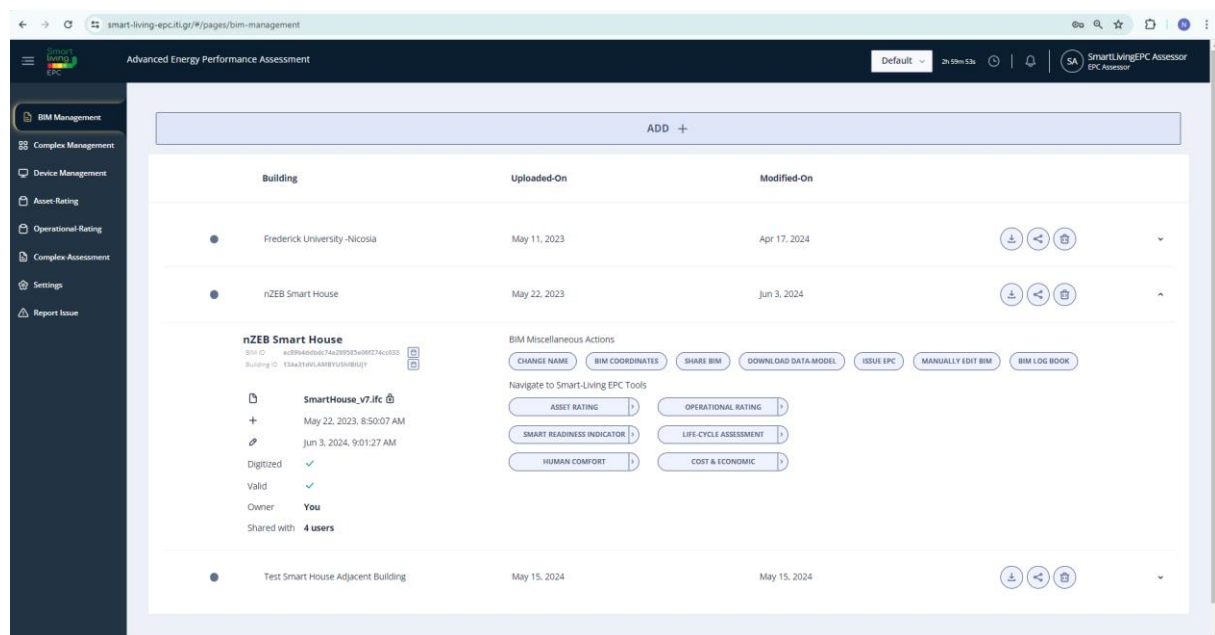 smart-living-epc.iti.gr/#/pages/bim-management
N
Smart
living
EPC
Advanced Energy Performance Assessment
Default
2h 59m 53s
SA
SmartLivingEPC Assessor
EPC Assessor
BIM Management
Complex Management
Device Management
Asset-Rating
Operational-Rating
Complex-Assessment
Settings
Report Issue
ADD +
Building Uploaded-On Modified-On
Frederick University -Nicosia May 11, 2023 Apr 17, 2024
nZEB Smart House May 22, 2023 Jun 3, 2024
nZEB Smart House
BIM ID
Building ID
SmartHouse_v7.ifc
May 22, 2023, 8:50:07 AM
Jun 3, 2024, 9:01:27 AM
Digitized
Valid
Owner You
Shared with 4 users
BIM Miscellaneous Actions
CHANGE NAME BIM COORDINATES SHARE BIM DOWNLOAD DATA-MODEL ISSUE EPC MANUALLY EDIT BIM BIM LOG BOOK
Navigate to Smart-Living EPC Tools
ASSET RATING OPERATIONAL RATING
SMART READINESS INDICATOR LIFE-CYCLE ASSESSMENT
HUMAN COMFORT COST & ECONOMIC
Test Smart House Adjacent Building May 15, 2024 May 15, 2024